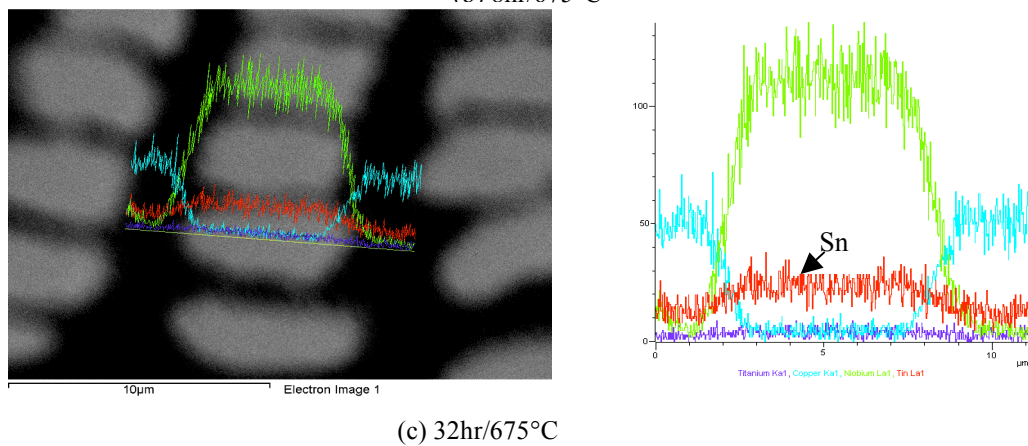 100
Sn
50
0
0
5
10
µm
Titanium Ka1, Copper Ka1, Niobium La1, Tin La1
10µm
Electron Image 1
(c) 32hr/675°C